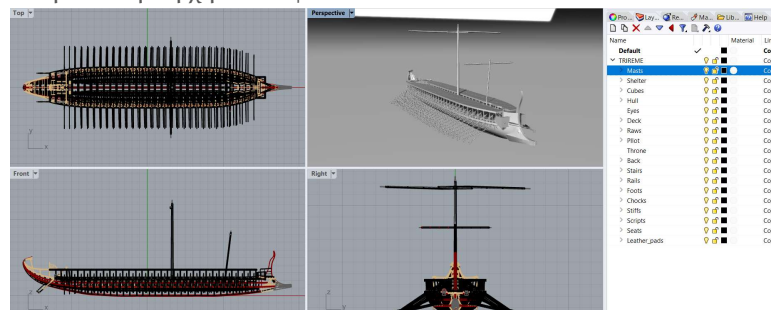 Top
Perspective
Front
Right
y
x
z
x
z
Pro... Lay... Re... Ma... Lib... Help
Name Material Lin
Default ✓ Co
TRIREME
Masts Co
Shelter Co
Cubes Co
Hull Co
Eyes Co
Deck Co
Raws Co
Pilot Co
Throne Co
Back Co
Stairs Co
Rails Co
Foots Co
Chocks Co
Stiffs Co
Scripts Co
Seats Co
Leather_pads Co